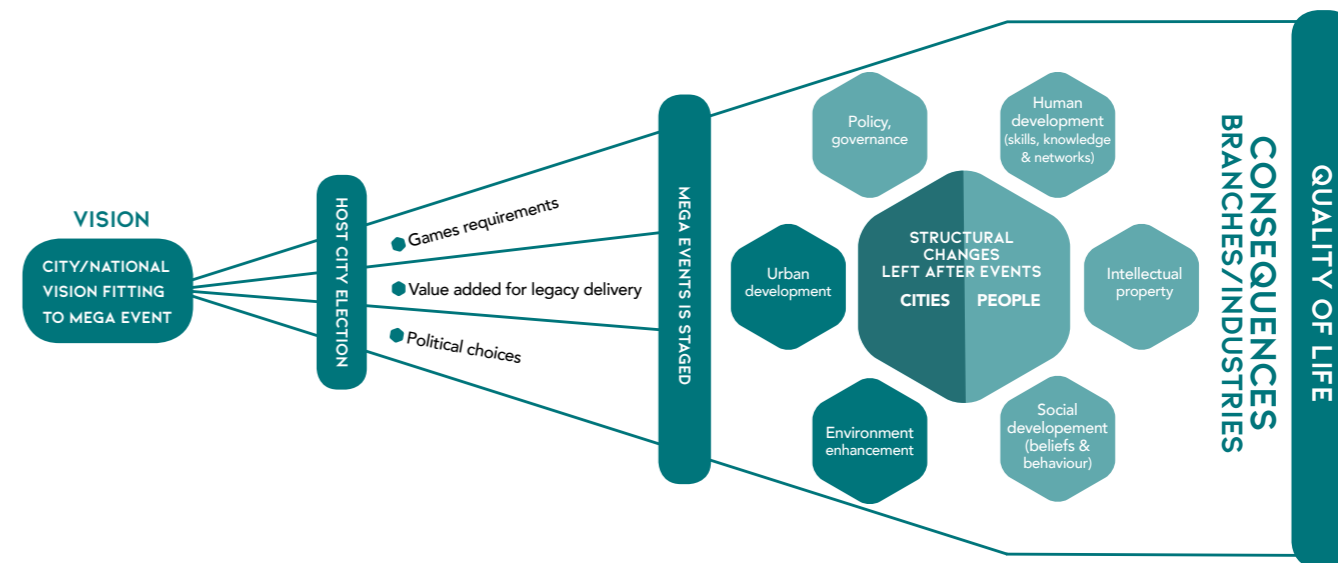 VISION
CITY/NATIONAL
VISION FITTING
TO MEGA EVENT
HOST CITY ELECTION
Games requirements
Value added for legacy delivery
Political choices
MEGA EVENTS IS STAGED
Policy,
governance
Human
development
(skills, knowledge
& networks)
Urban
development
STRUCTURAL
CHANGES
LEFT AFTER EVENTS
CITIES
PEOPLE
Intellectual
property
Environment
enhancement
Social
developement
(beliefs &
behaviour)
CONSEQUENCES
BRANCHES/INDUSTRIES
QUALITY OF LIFE